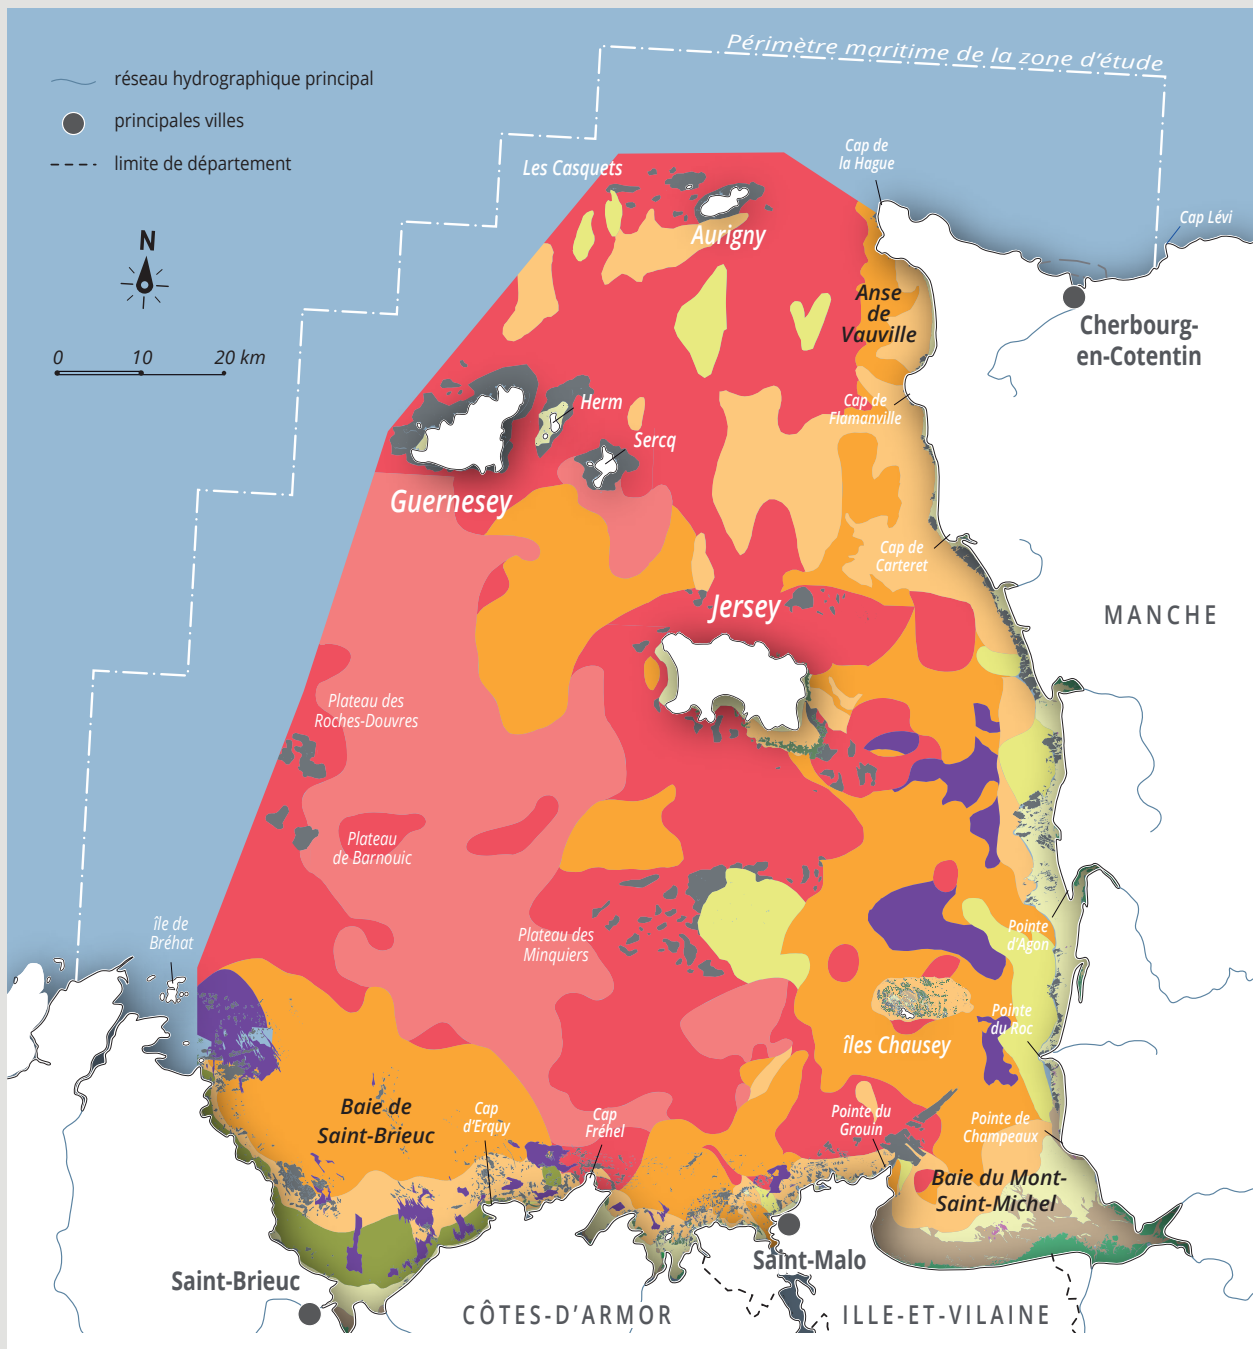 Périmètre maritime de la zone d'étude
réseau hydrographique principal
principales villes
limite de département
N
0 10 20 km
Les Casquets
Aurigny
Cap de
la Hague
Cap Lévi
Cherbourg-
en-Cotentin
Anse
de
Vauville
Cap de
Flamanville
Herm
Sercq
Guernesey
Cap de
Carteret
Jersey
MANCHE
Plateau des
Roches-Douvres
Plateau
de Barnouic
île de
Bréhat
Plateau des
Minquiers
Pointe
d'Agon
Pointe
du Roc
îles Chausey
Baie de
Saint-Brieuc
Cap
d'Erquy
Cap
Fréhel
Pointe du
Grouin
Pointe de
Champeaux
Baie du Mont-
Saint-Michel
Saint-Brieuc
Saint-Malo
CÔTES-D'ARMOR
ILLE-ET-VILAINE